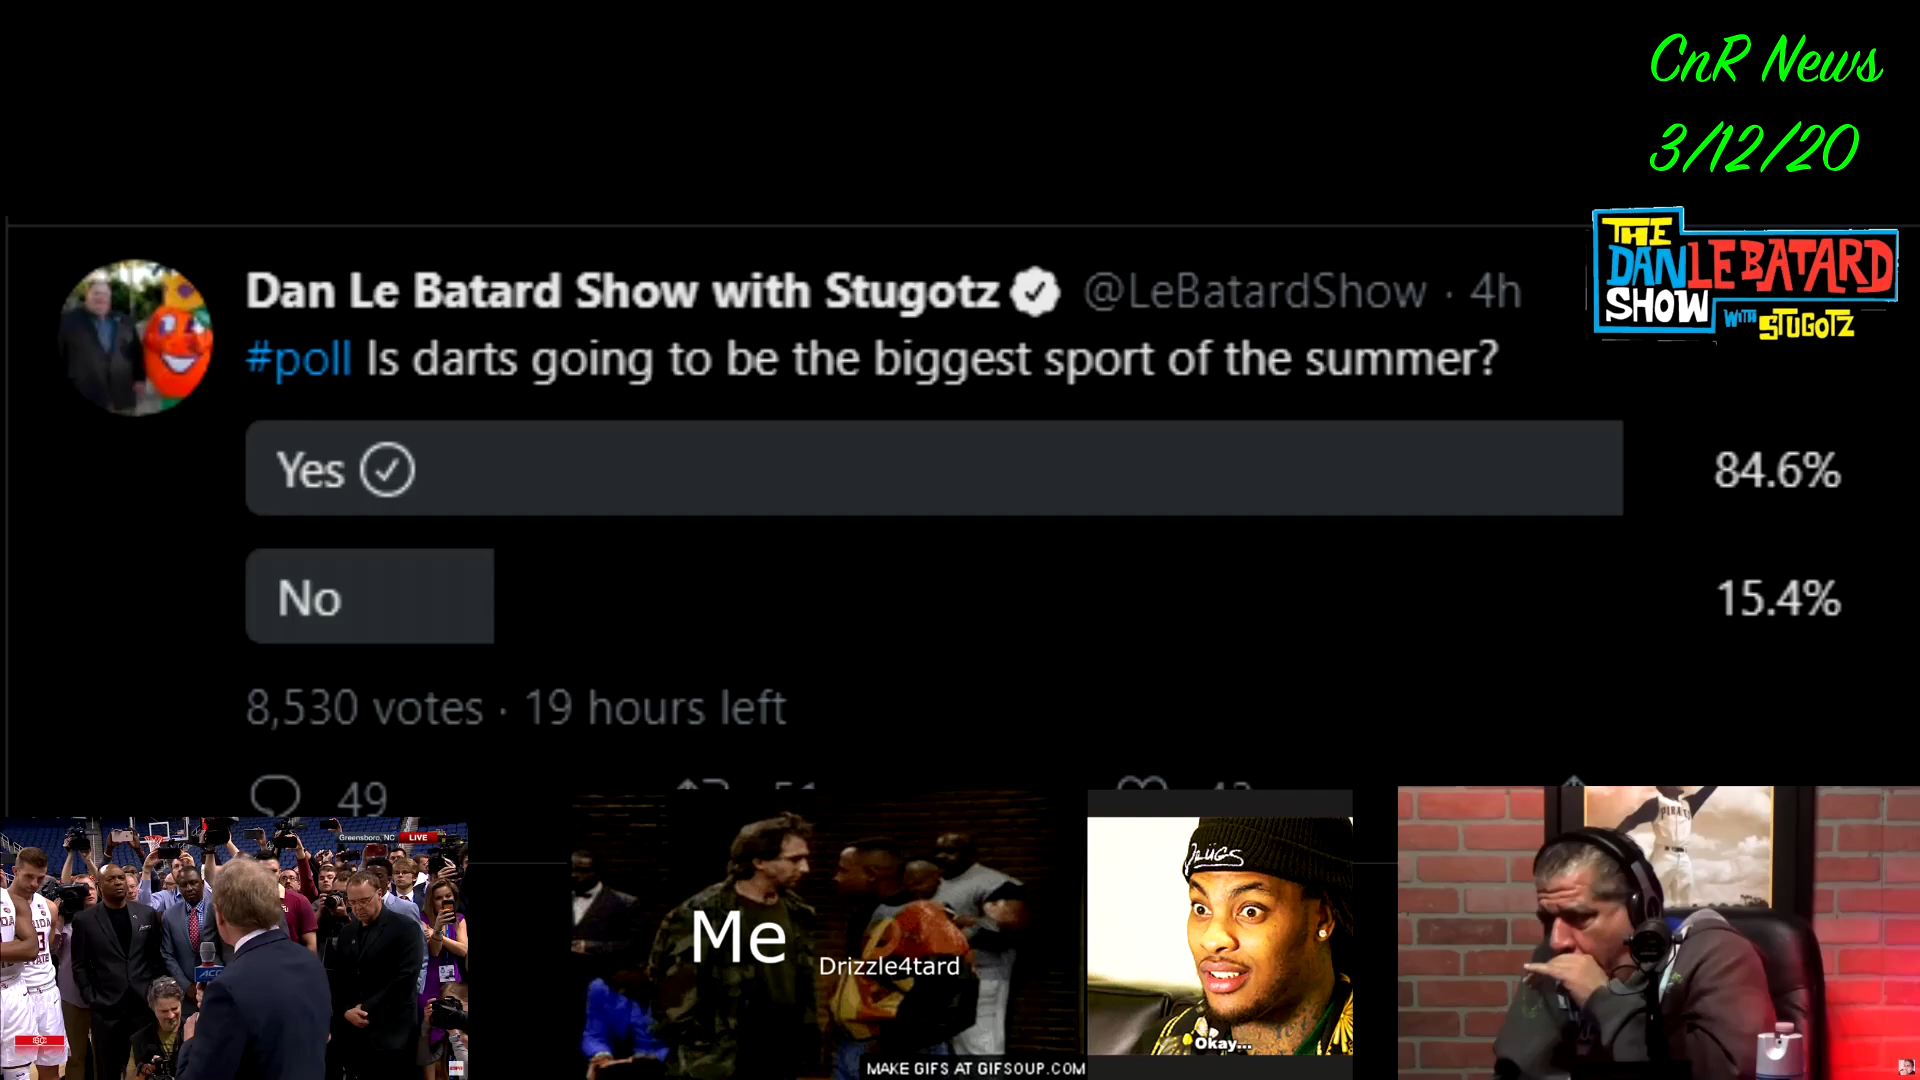 CnR News
3/12/20
THE
DAN LE BATARD
SHOW WITH STUGOTZ
Dan Le Batard Show with Stugotz @LeBatardShow · 4h
#poll Is darts going to be the biggest sport of the summer?
Yes 84.6%
No 15.4%
8,530 votes · 19 hours left
49
Greensboro, NC LIVE
ACC
Me
Drizzle4tard
MAKE GIFS AT GIFSOUP.COM
Okay...